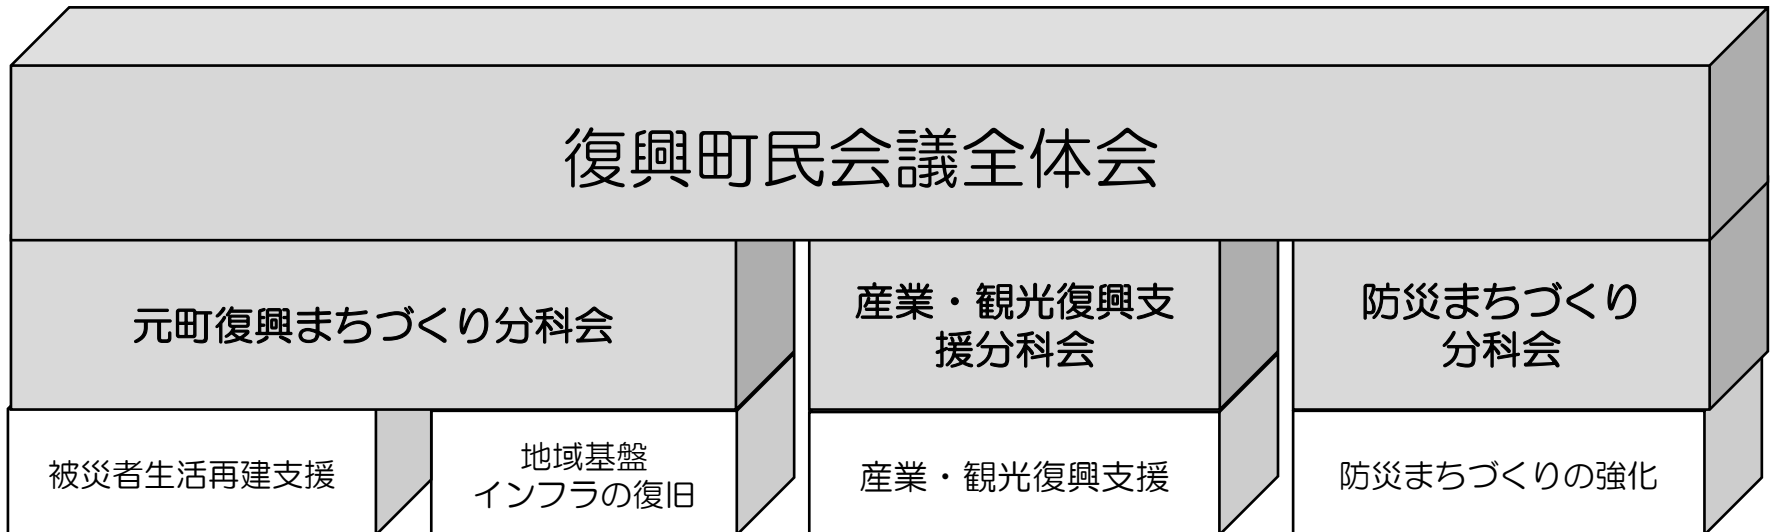 復興町民会議全体会
元町復興まちづくり分科会
産業・観光復興支
援分科会
防災まちづくり
分科会
被災者生活再建支援
地域基盤
インフラの復旧
産業・観光復興支援
防災まちづくりの強化